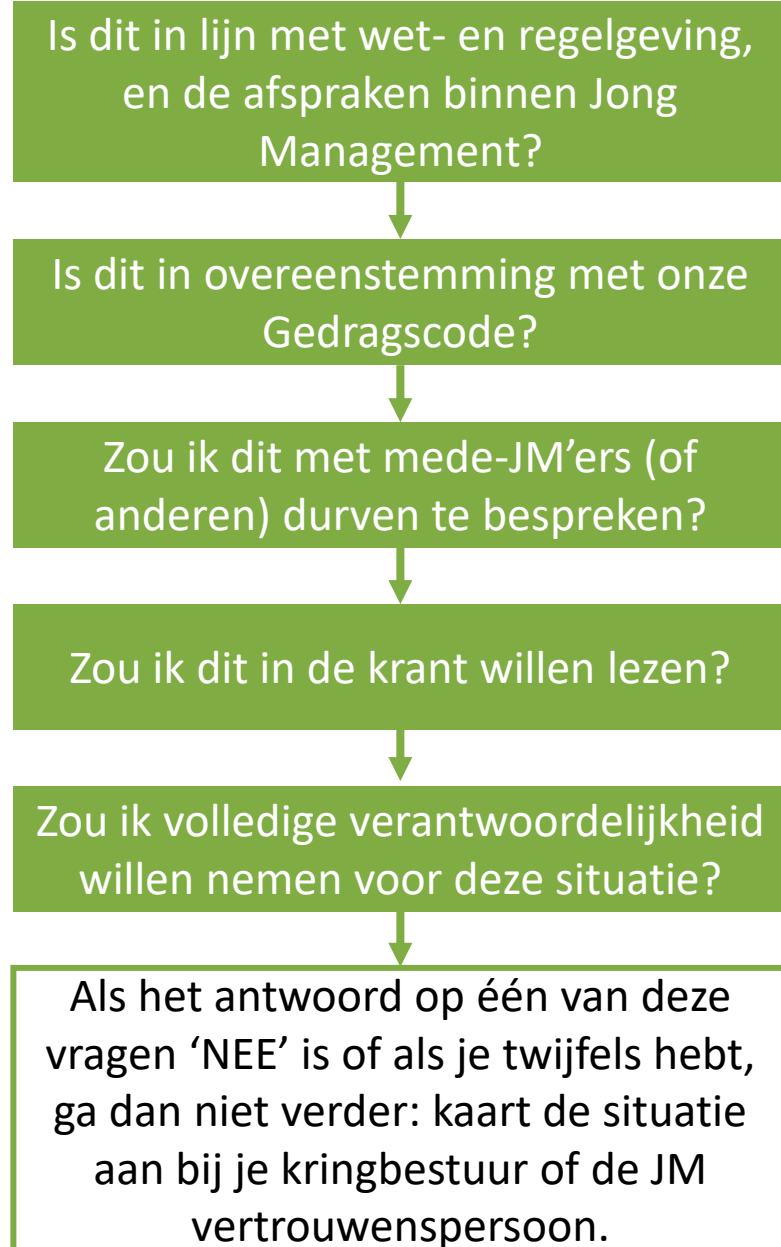 Is dit in lijn met wet- en regelgeving,
en de afspraken binnen Jong
Management?
Is dit in overeenstemming met onze
Gedragscode?
Zou ik dit met mede-JM’ers (of
anderen) durven te bespreken?
Zou ik dit in de krant willen lezen?
Zou ik volledige verantwoordelijkheid
willen nemen voor deze situatie?
Als het antwoord op één van deze
vragen ‘NEE’ is of als je twijfels hebt,
ga dan niet verder: kaart de situatie
aan bij je kringbestuur of de JM
vertrouwenspersoon.